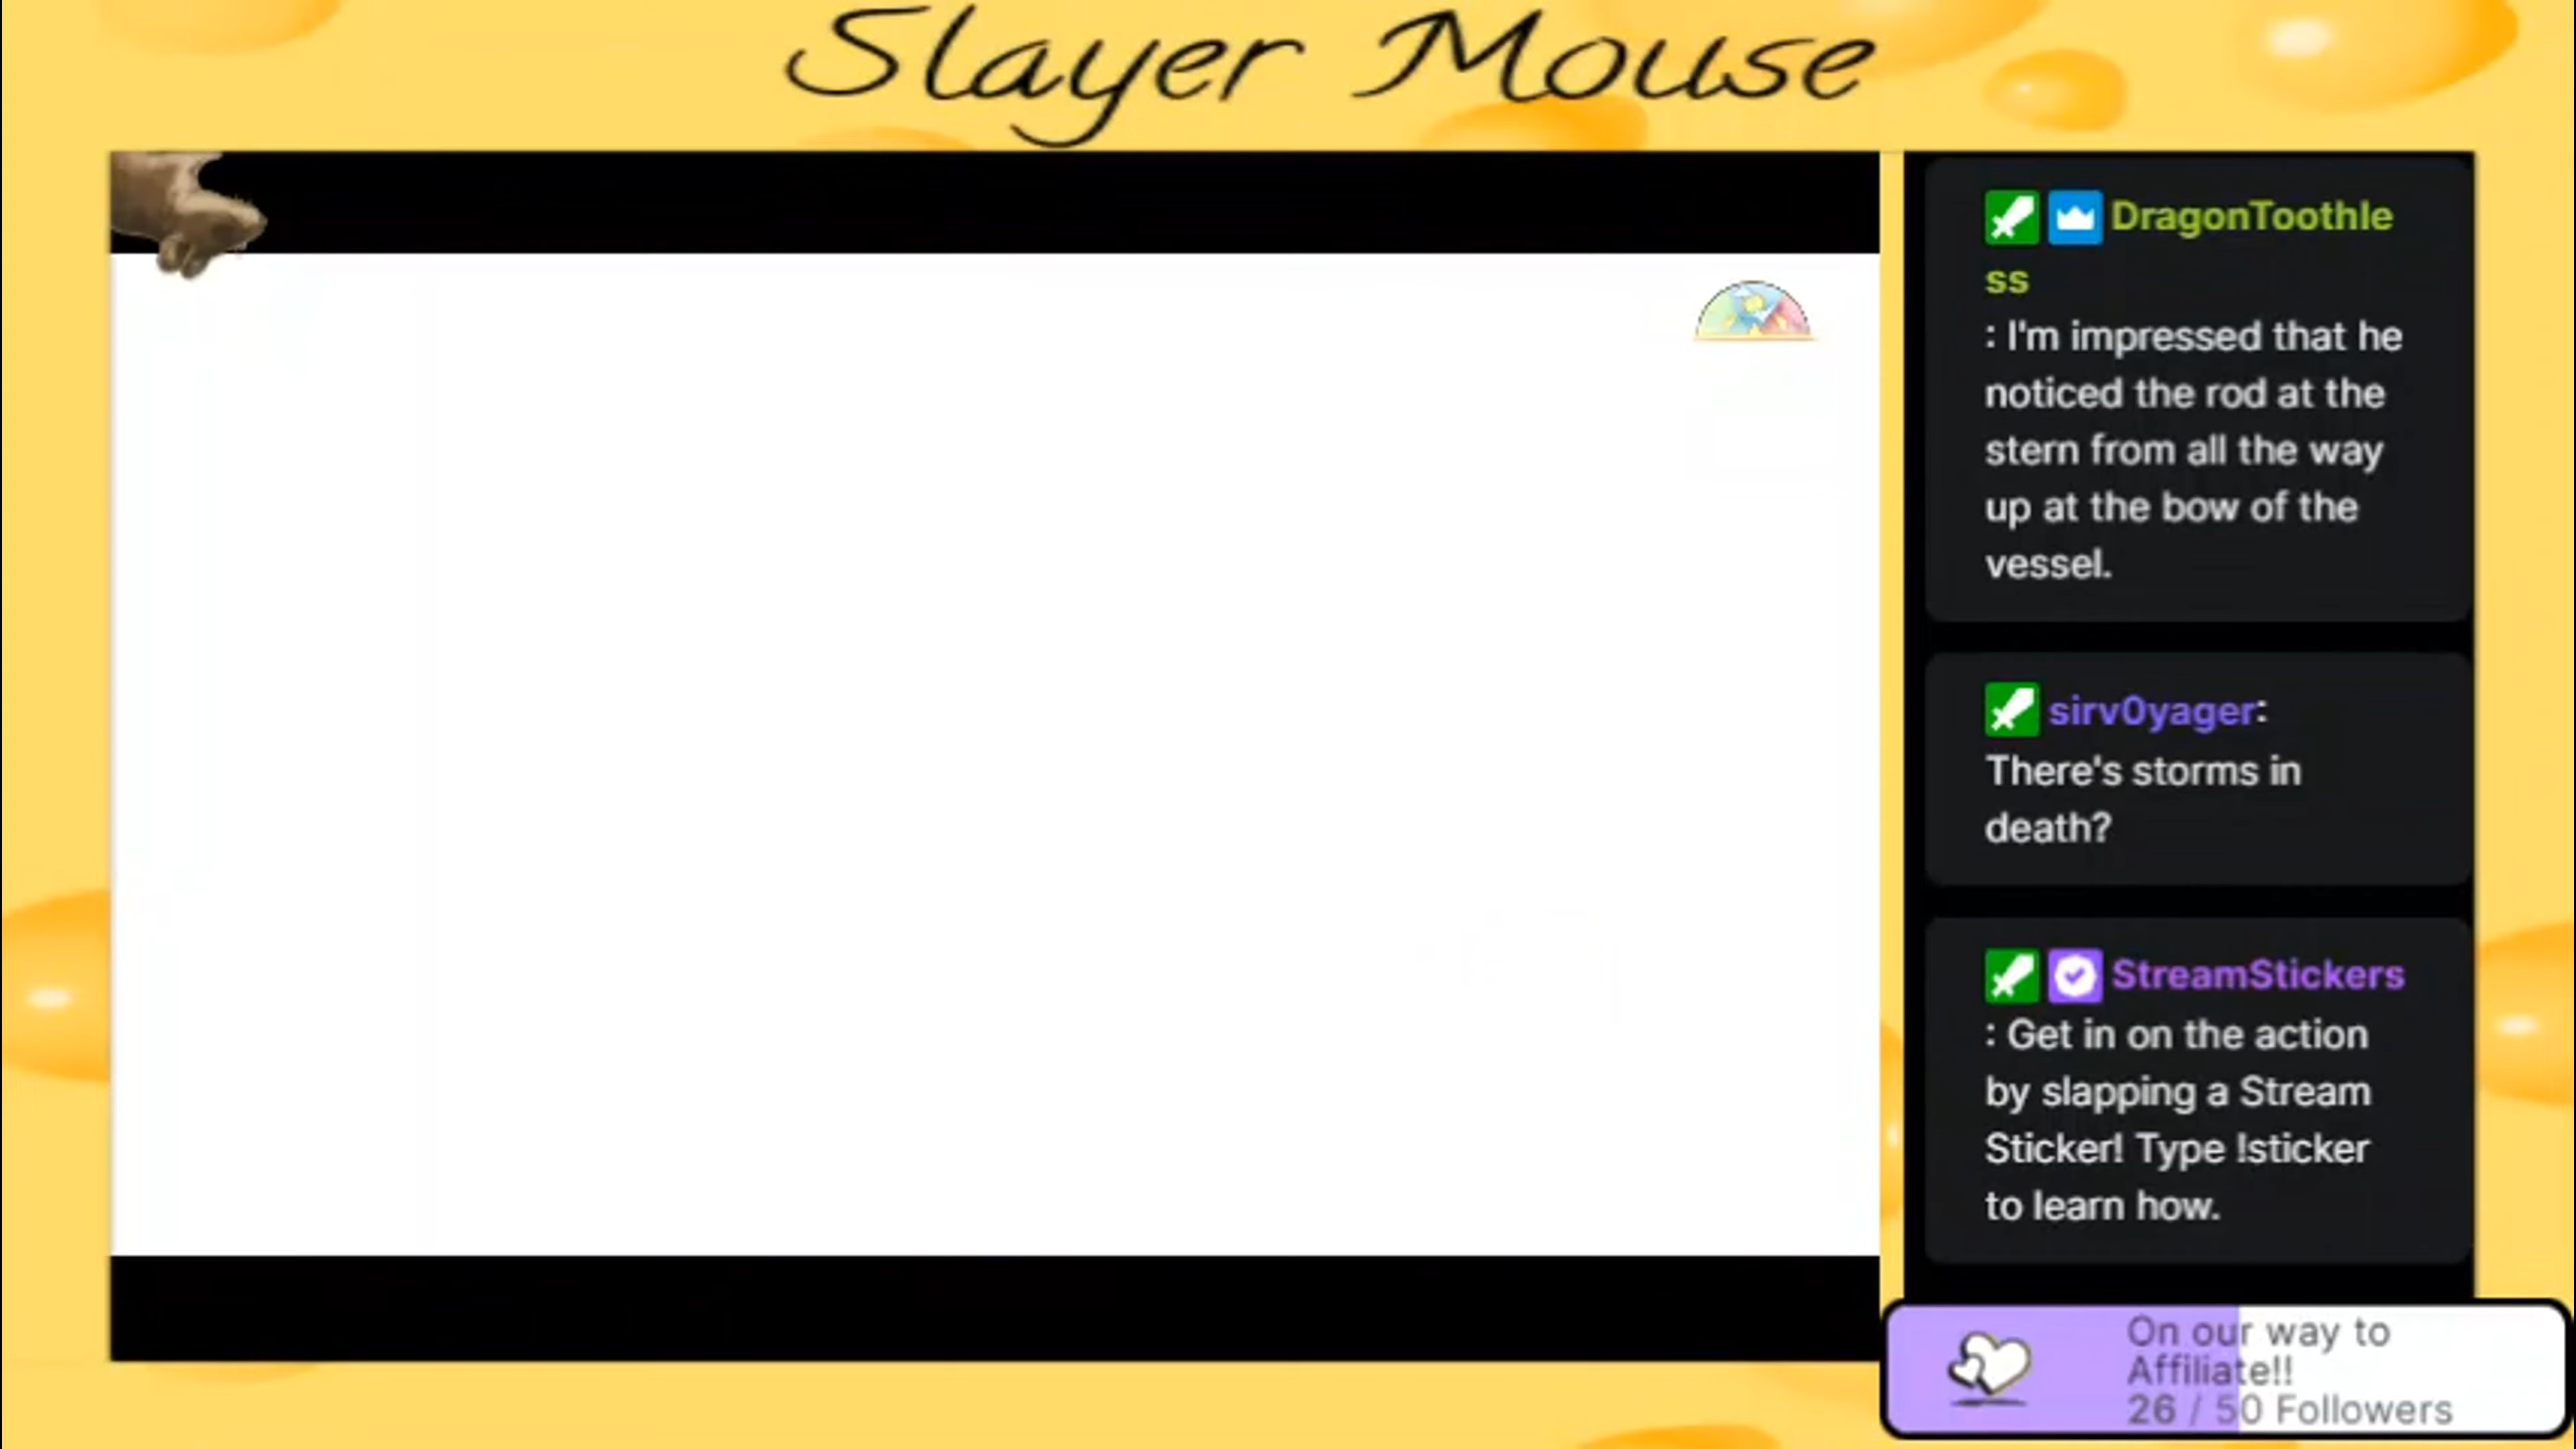 Slayer Mouse
DragonToothle
ss
: I'm impressed that he
noticed the rod at the
stern from all the way
up at the bow of the
vessel.
sirv0yager:
There's storms in
death?
StreamStickers
: Get in on the action
by slapping a Stream
Sticker! Type !sticker
to learn how.
On our way to
Affiliate!!
26 / 50 Followers